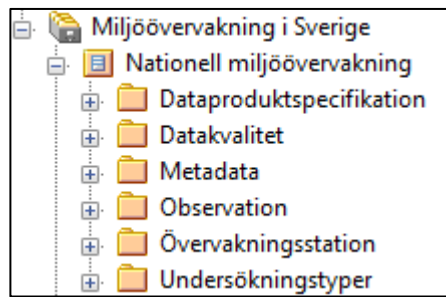 Miljöövervakning i Sverige
Nationell miljöövervakning
Dataproduktspecifikation
Datakvalitet
Metadata
Observation
Övervakningsstation
Undersökningstyper